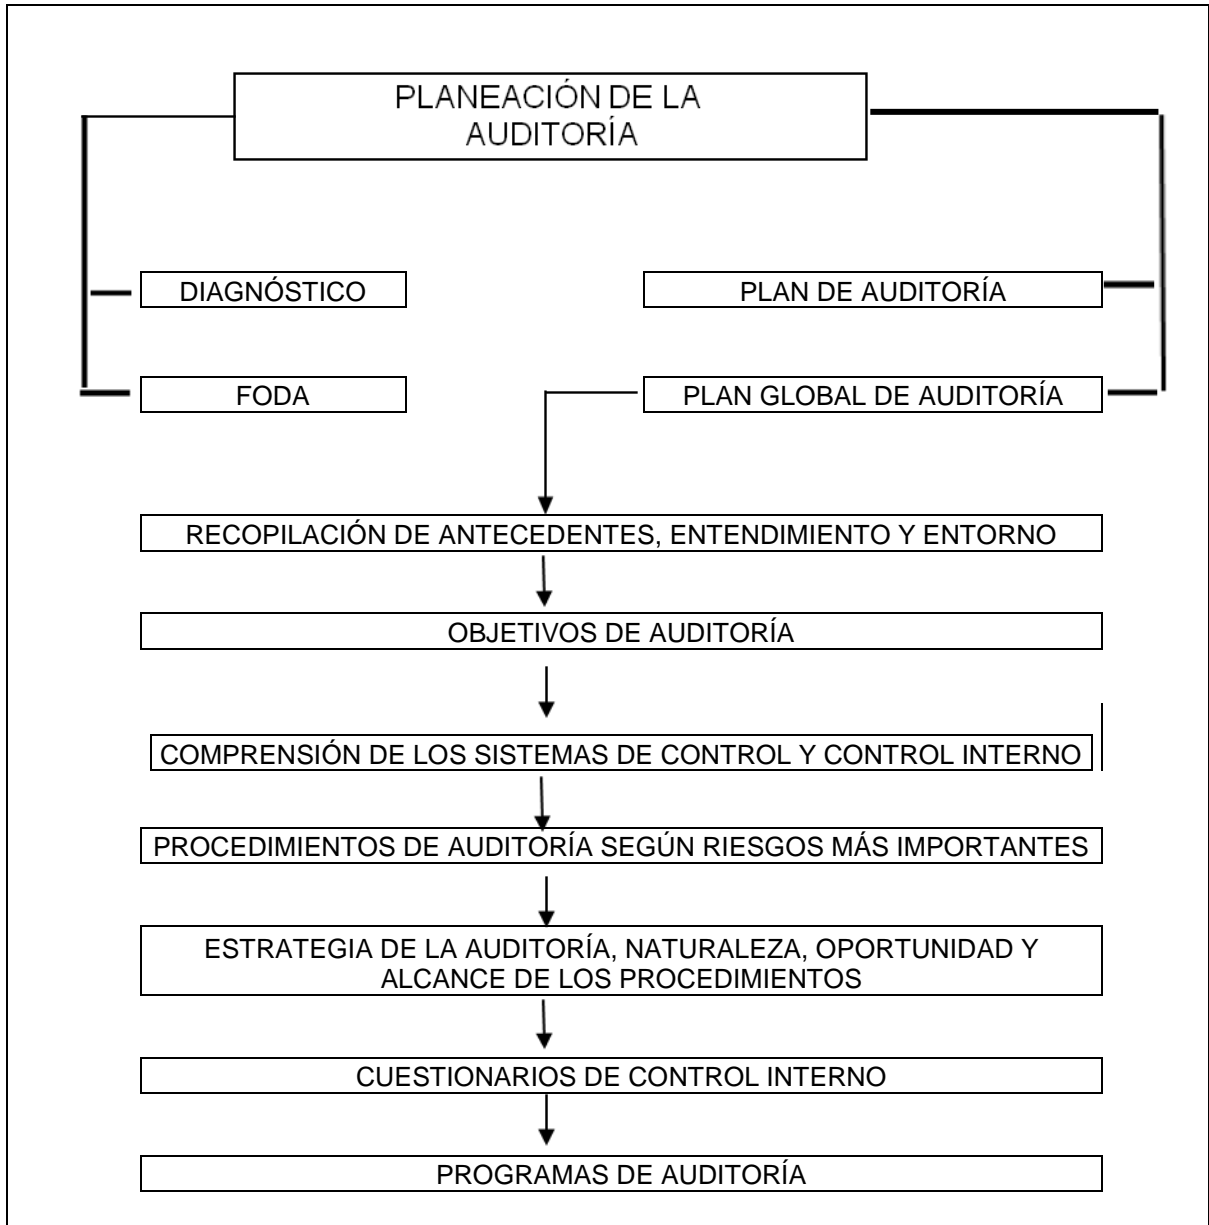 PLANEACIÓN DE LA
AUDITORÍA
DIAGNÓSTICO
PLAN DE AUDITORÍA
FODA
PLAN GLOBAL DE AUDITORÍA
RECOPILACIÓN DE ANTECEDENTES, ENTENDIMIENTO Y ENTORNO
OBJETIVOS DE AUDITORÍA
COMPRENSIÓN DE LOS SISTEMAS DE CONTROL Y CONTROL INTERNO
PROCEDIMIENTOS DE AUDITORÍA SEGÚN RIESGOS MÁS IMPORTANTES
ESTRATEGIA DE LA AUDITORÍA, NATURALEZA, OPORTUNIDAD Y
ALCANCE DE LOS PROCEDIMIENTOS
CUESTIONARIOS DE CONTROL INTERNO
PROGRAMAS DE AUDITORÍA